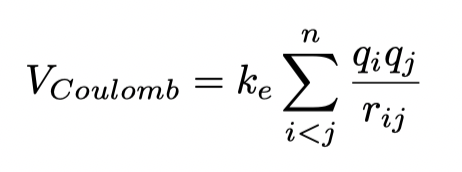 V_{Coulomb} = k_e \sum_{i<j}^{n} \frac{q_i q_j}{r_{ij}}